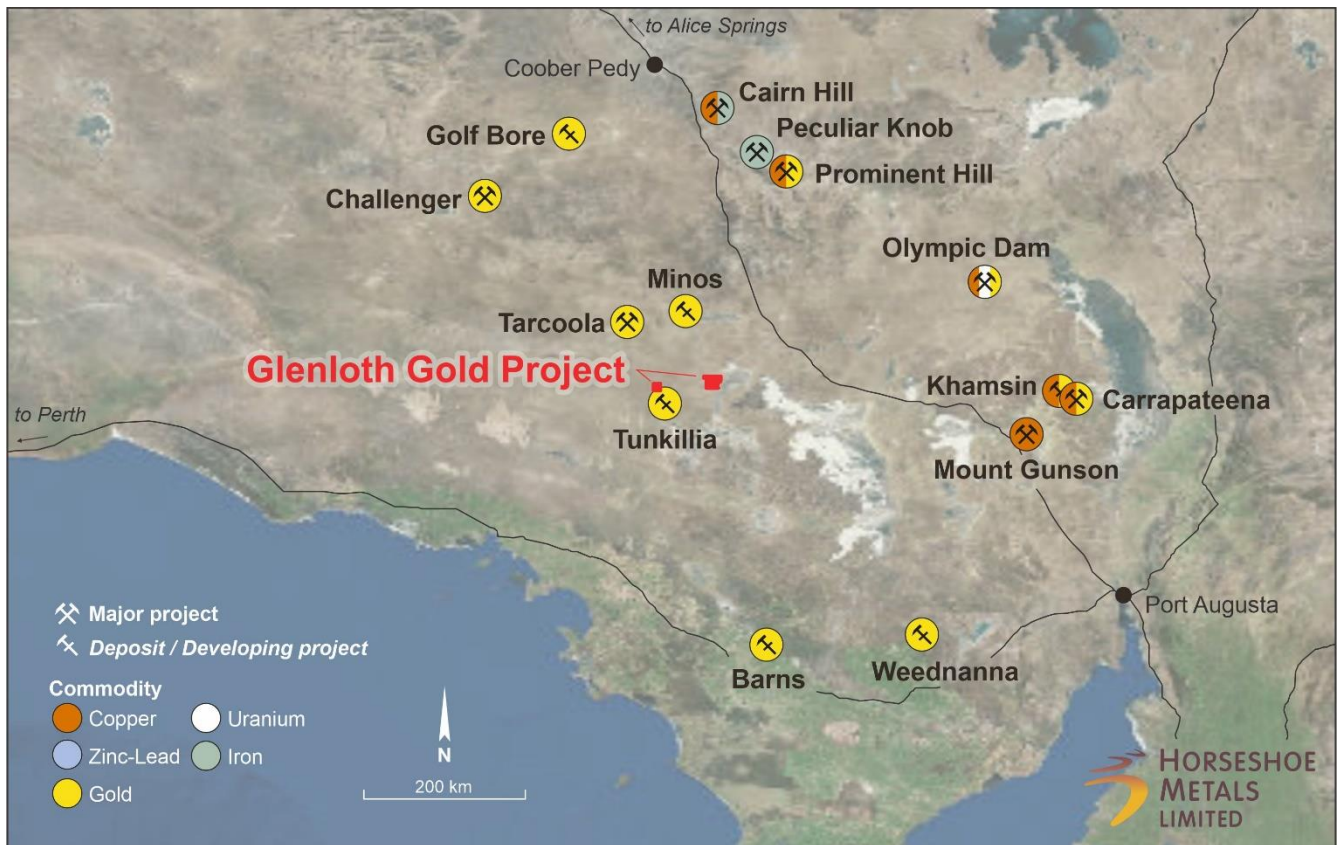 to Alice Springs
Coober Pedy
Cairn Hill
Peculiar Knob
Golf Bore
Prominent Hill
Challenger
Olympic Dam
Minos
Tarcoola
Glenloth Gold Project
Khamsin
Carrapateena
to Perth
Tunkillia
Mount Gunson
Port Augusta
Barns
Weednanna
Major project
Deposit / Developing project
Commodity
Copper
Uranium
Zinc-Lead
Iron
Gold
N
200 km
HORSESHOE
METALS
LIMITED